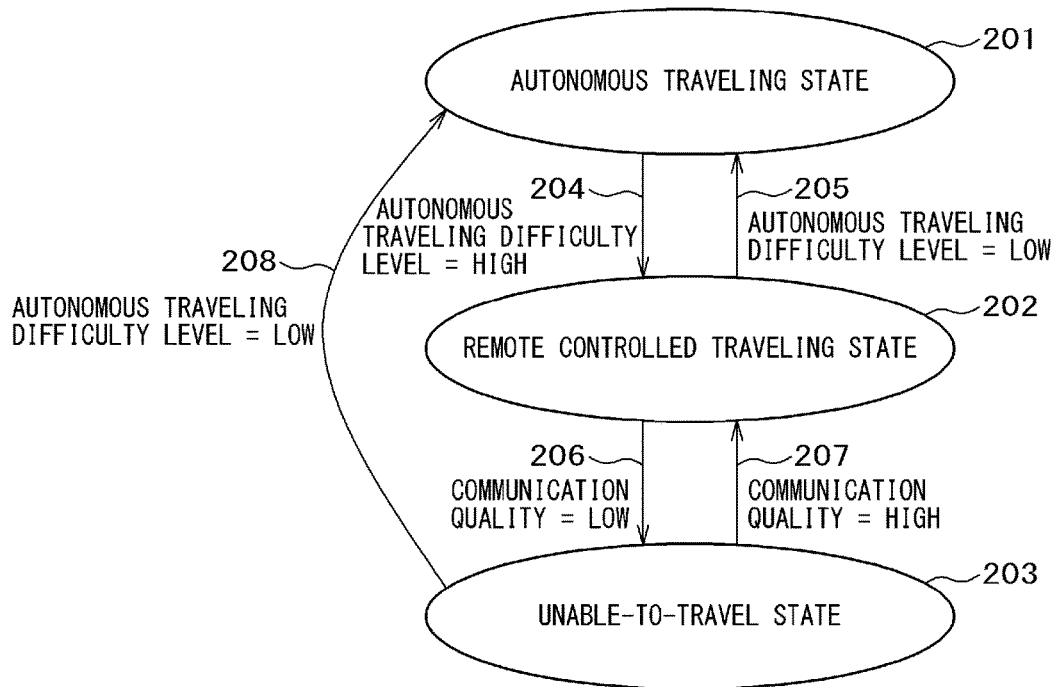 201
AUTONOMOUS TRAVELING STATE
204
205
AUTONOMOUS
TRAVELING DIFFICULTY
LEVEL = HIGH
AUTONOMOUS TRAVELING
DIFFICULTY LEVEL = LOW
208
AUTONOMOUS TRAVELING
DIFFICULTY LEVEL = LOW
202
REMOTE CONTROLLED TRAVELING STATE
206
207
COMMUNICATION
QUALITY = LOW
COMMUNICATION
QUALITY = HIGH
203
UNABLE-TO-TRAVEL STATE